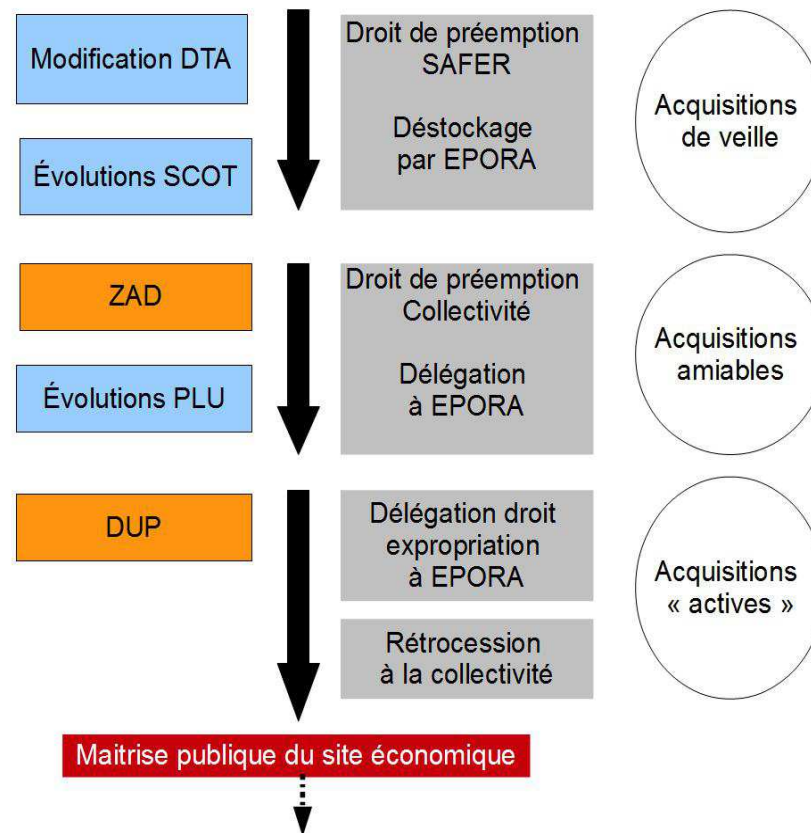 Modification DTA
Évolutions SCOT
Droit de préemption
SAFER
Déstockage
par EPORA
Acquisitions
de veille
ZAD
Évolutions PLU
Droit de préemption
Collectivité
Délégation
à EPORA
Acquisitions
amiables
DUP
Délégation droit
expropriation
à EPORA
Rétrocession
à la collectivité
Acquisitions
« actives »
Maitrise publique du site économique